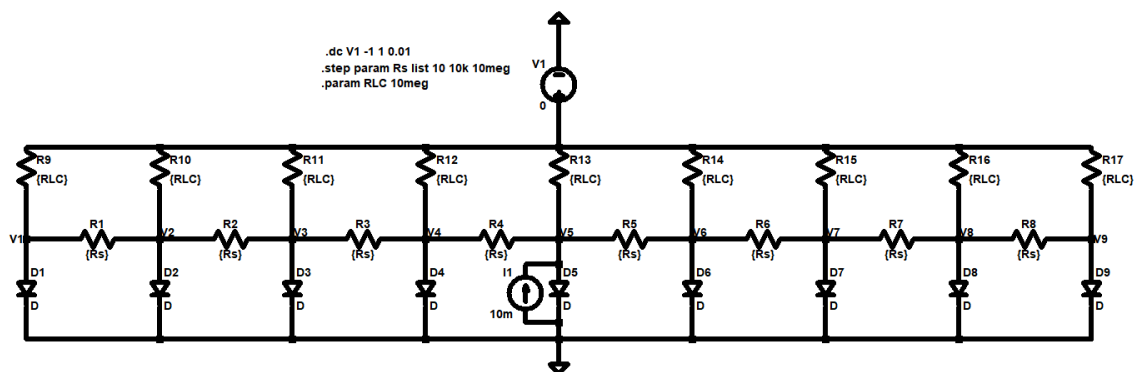 .dc V1 -1 1 0.01
.step param Rs list 10 10k 10meg
.param RLC 10meg
V1
0
R9 R10 R11 R12 R13 R14 R15 R16 R17
{RLC} {RLC} {RLC} {RLC} {RLC} {RLC} {RLC} {RLC} {RLC}
R1 R2 R3 R4 R5 R6 R7 R8
V1 V2 V3 V4 V5 V6 V7 V8 V9
{Rs} {Rs} {Rs} {Rs} {Rs} {Rs} {Rs} {Rs}
D1 D2 D3 D4 I1 D5 D6 D7 D8 D9
D D D D 10m D D D D D